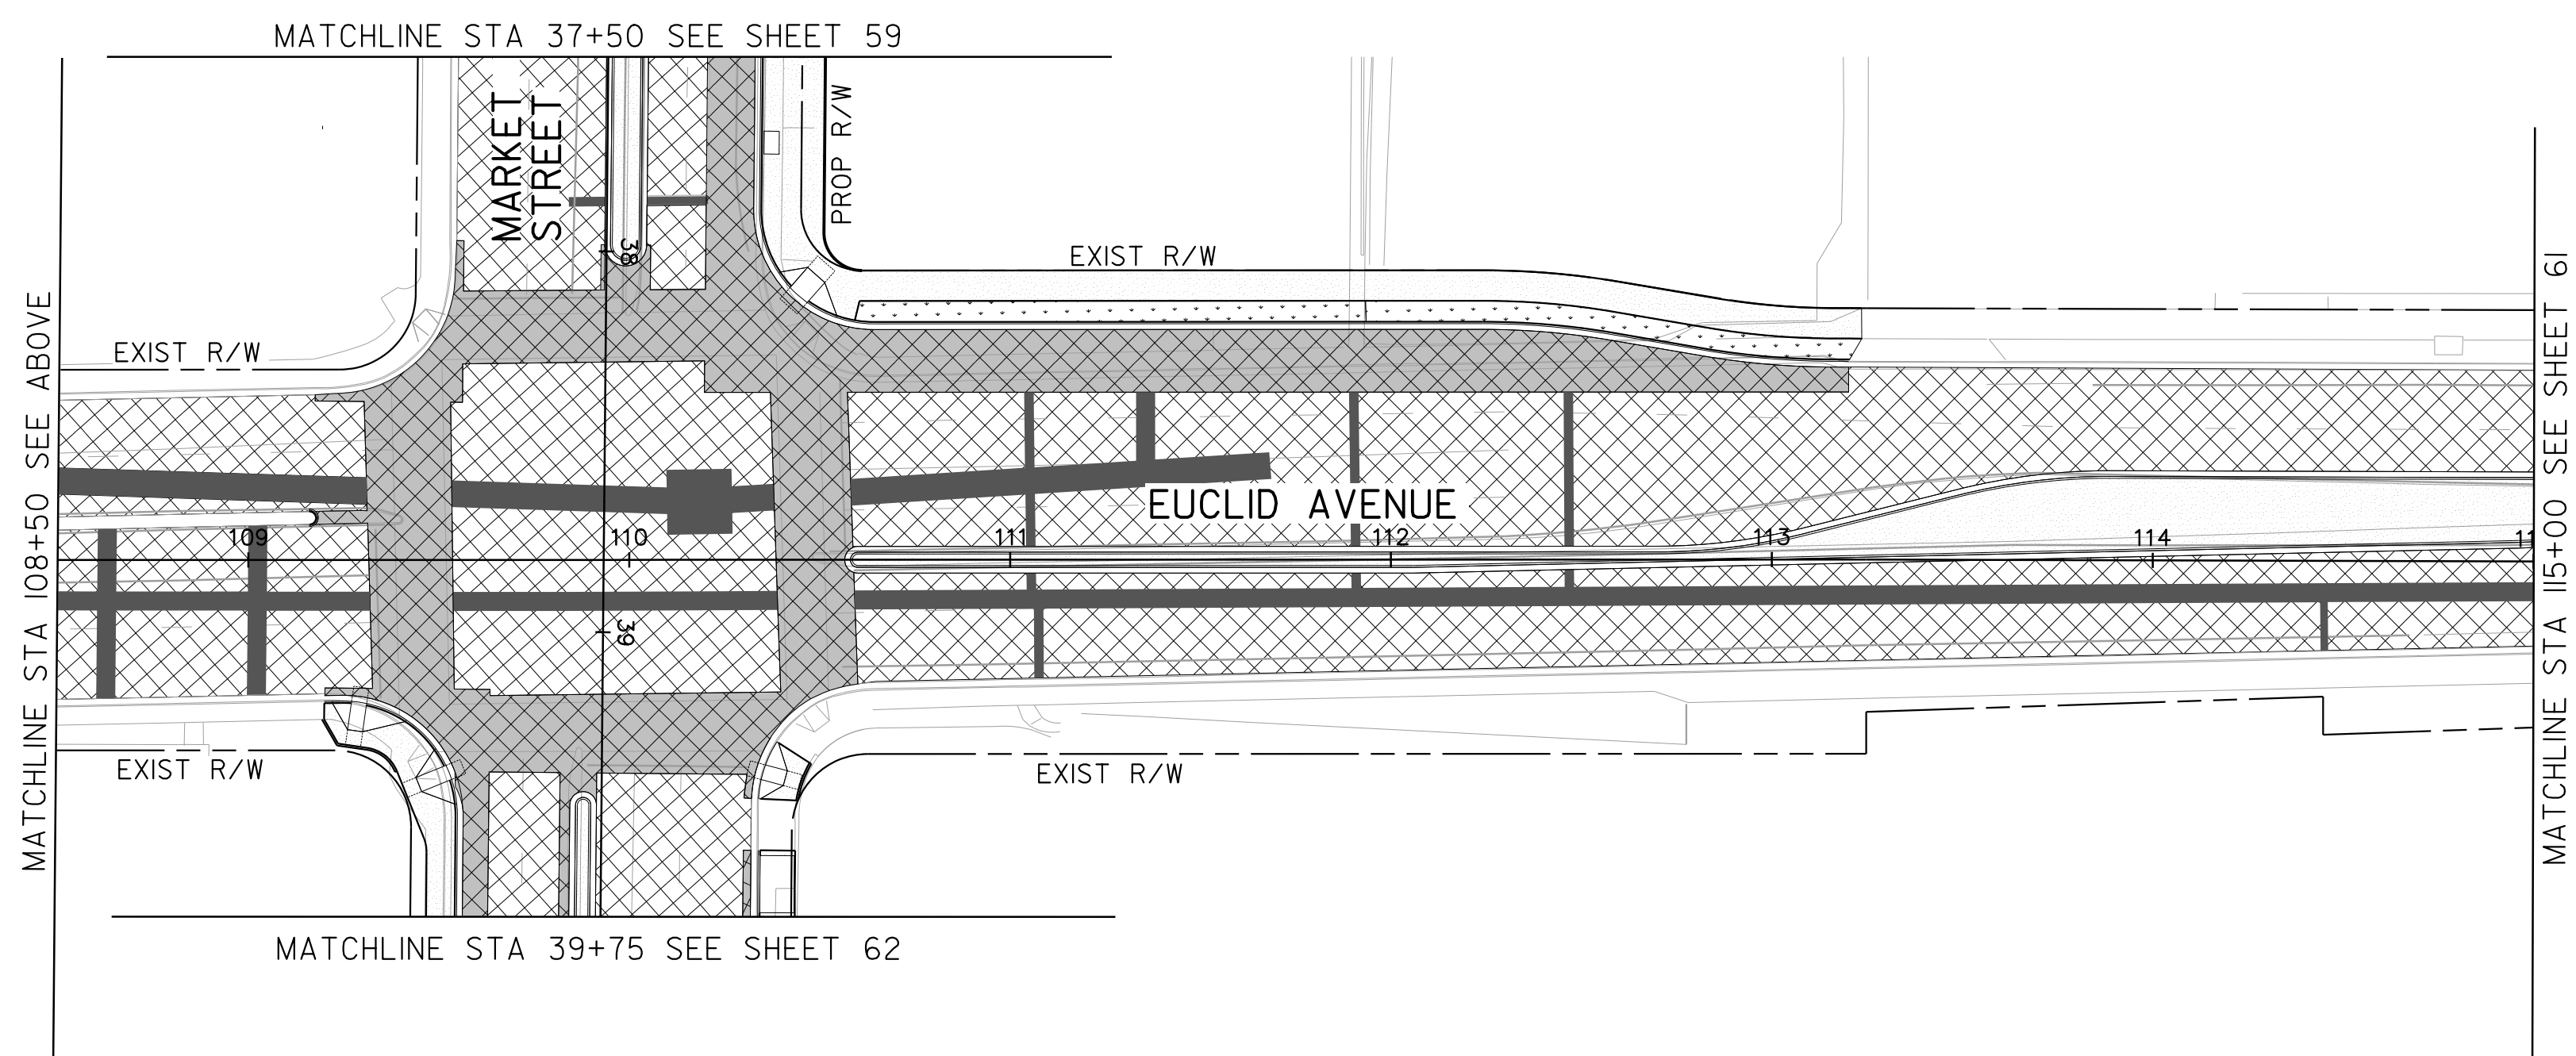 MATCHLINE STA 37+50 SEE SHEET 59
MARKET
STREET
PROP R/W
38
EXIST R/W
EXIST R/W
MATCHLINE STA 108+50 SEE ABOVE
MATCHLINE STA 115+00 SEE SHEET 61
EUCLID AVENUE
109
110
111
112
113
114
11
39
EXIST R/W
EXIST R/W
MATCHLINE STA 39+75 SEE SHEET 62